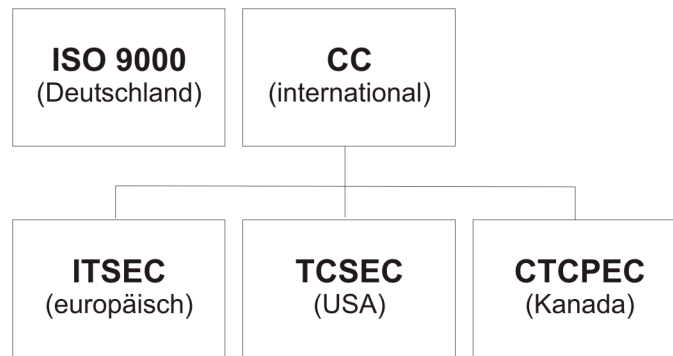 ISO 9000
(Deutschland)
CC
(international)
ITSEC
(europäisch)
TCSEC
(USA)
CTCPEC
(Kanada)